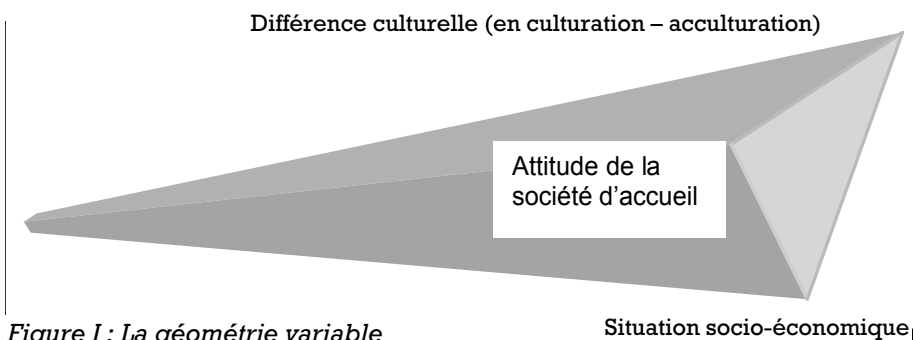 Différence culturelle (en culturation – acculturation)
Attitude de la
société d’accueil
Situation socio-économique
Figure I : La géométrie variable